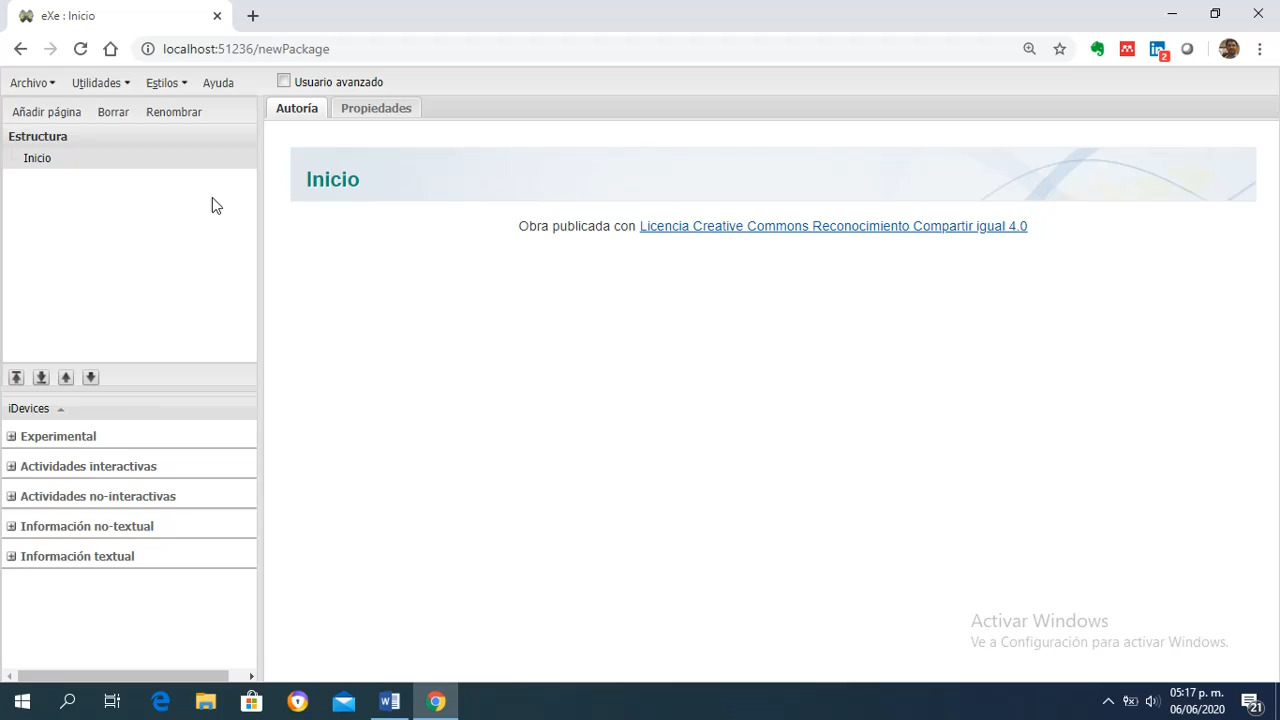 eXe : Inicio
localhost:51236/newPackage
2
Archivo Utilidades Estilos Ayuda
Usuario avanzado
Añadir página Borrar Renombrar
Autoría Propiedades
Estructura
Inicio
Inicio
Obra publicada con Licencia Creative Commons Reconocimiento Compartir igual 4.0
iDevices
Experimental
Actividades interactivas
Actividades no-interactivas
Información no-textual
Información textual
Activar Windows
Ve a Configuración para activar Windows.
05:17 p. m.
06/06/2020
21